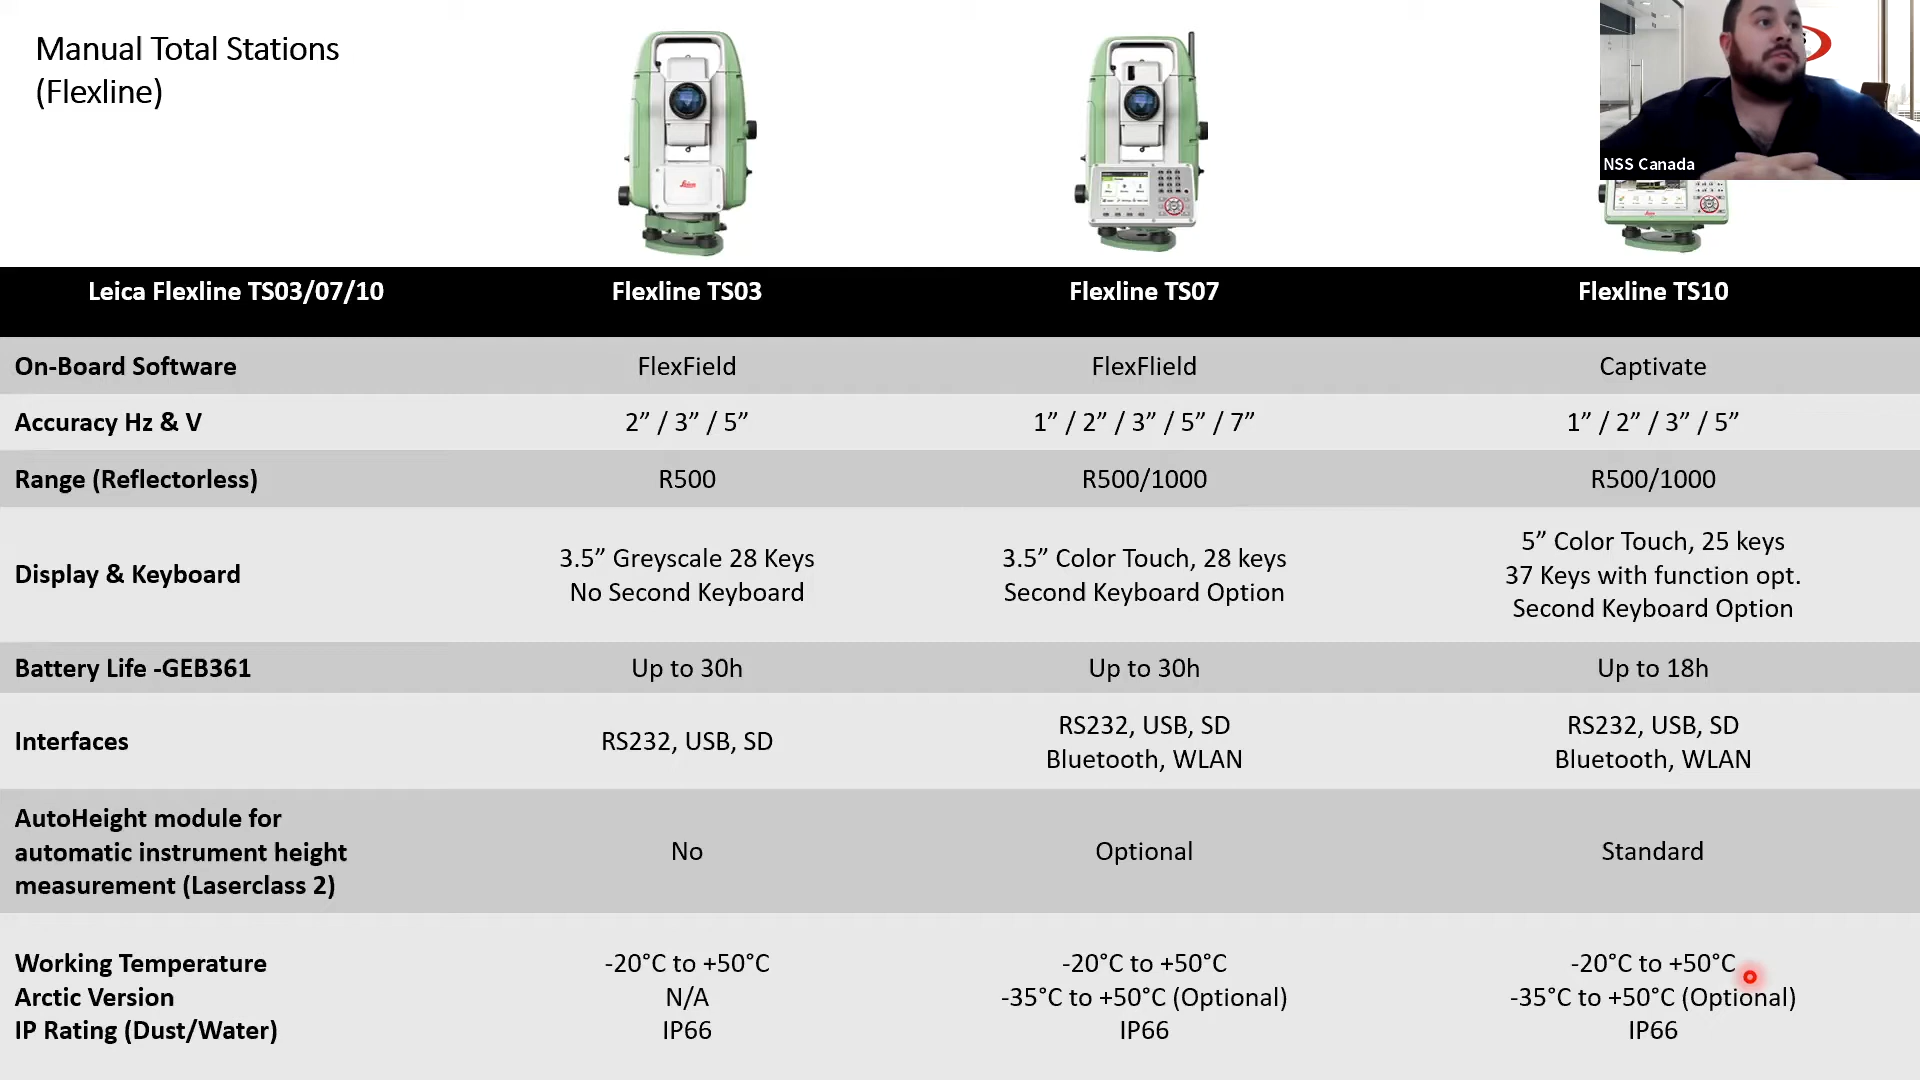 Manual Total Stations
(Flexline)
NSS Canada
Leica
Leica Flexline TS03/07/10
Flexline TS03
Flexline TS07
Flexline TS10
On-Board Software
FlexField
FlexFlield
Captivate
Accuracy Hz & V
2” / 3” / 5”
1” / 2” / 3” / 5” / 7”
1” / 2” / 3” / 5”
Range (Reflectorless)
R500
R500/1000
R500/1000
Display & Keyboard
3.5” Greyscale 28 Keys
No Second Keyboard
3.5” Color Touch, 28 keys
Second Keyboard Option
5” Color Touch, 25 keys
37 Keys with function opt.
Second Keyboard Option
Battery Life -GEB361
Up to 30h
Up to 30h
Up to 18h
Interfaces
RS232, USB, SD
RS232, USB, SD
Bluetooth, WLAN
RS232, USB, SD
Bluetooth, WLAN
AutoHeight module for
automatic instrument height
measurement (Laserclass 2)
No
Optional
Standard
Working Temperature
Arctic Version
IP Rating (Dust/Water)
-20°C to +50°C
N/A
IP66
-20°C to +50°C
-35°C to +50°C (Optional)
IP66
-20°C to +50°C
-35°C to +50°C (Optional)
IP66